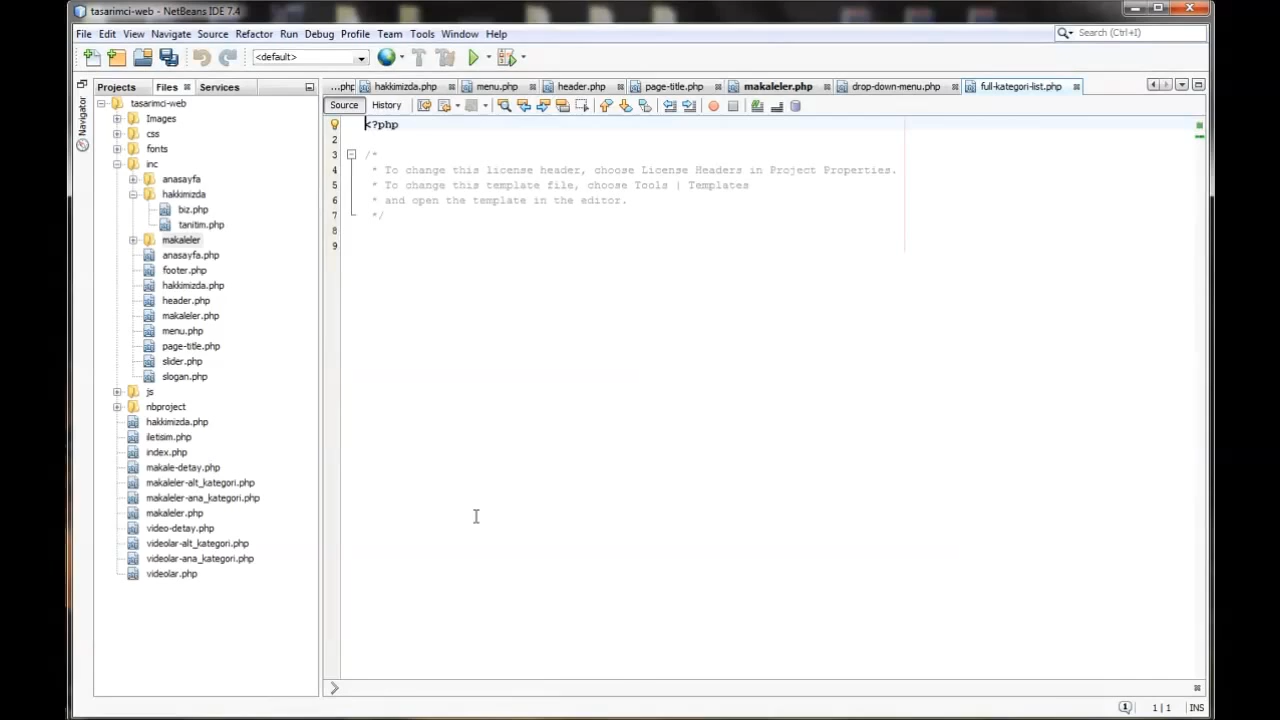 tasarimci-web - NetBeans IDE 7.4
File Edit View Navigate Source Refactor Run Debug Profile Team Tools Window Help
Search (Ctrl+I)
<default>
Projects Files Services
...php hakkimizda.php menu.php header.php page-title.php makaleler.php drop-down-menu.php full-kategori-list.php
Source History
Navigator
tasarimci-web
Images
css
fonts
inc
anasayfa
hakkimizda
biz.php
tanitim.php
makaleler
anasayfa.php
footer.php
hakkimizda.php
header.php
makaleler.php
menu.php
page-title.php
slider.php
slogan.php
js
nbproject
hakkimizda.php
iletisim.php
index.php
makale-detay.php
makaleler-alt_kategori.php
makaleler-ana_kategori.php
makaleler.php
video-detay.php
videolar-alt_kategori.php
videolar-ana_kategori.php
videolar.php
<?php
2
3 /*
4 * To change this license header, choose License Headers in Project Properties.
5 * To change this template file, choose Tools | Templates
6 * and open the template in the editor.
7 */
8
9
1 1|1 INS